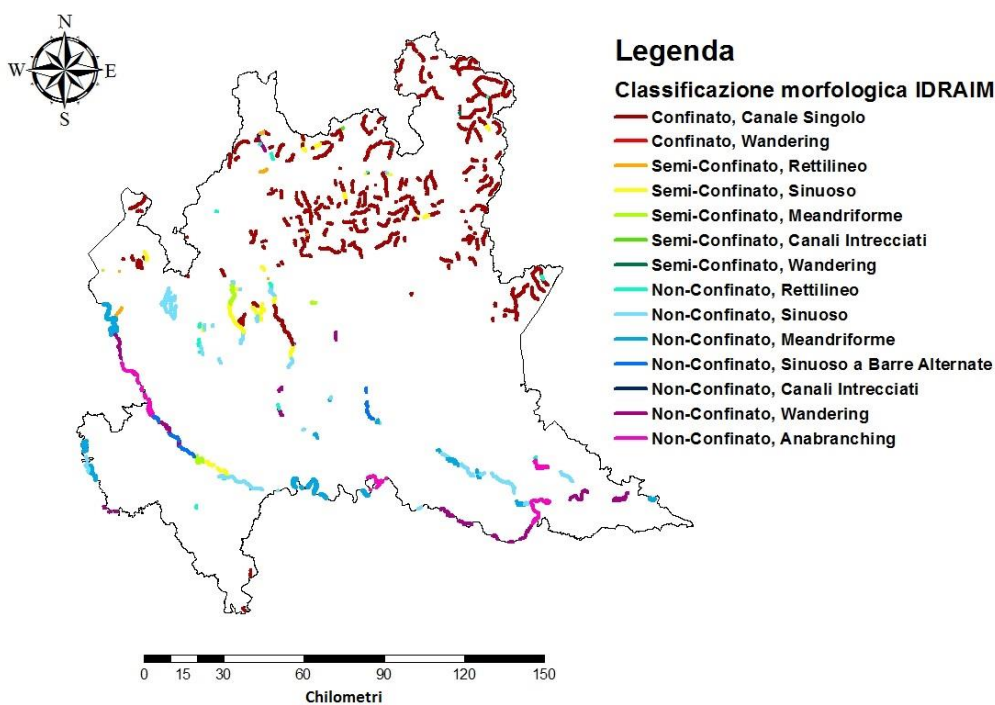 N
W
E
S
Legenda
Classificazione morfologica IDRAIM
Confinato, Canale Singolo
Confinato, Wandering
Semi-Confinato, Rettilineo
Semi-Confinato, Sinuoso
Semi-Confinato, Meandriforme
Semi-Confinato, Canali Intrecciati
Semi-Confinato, Wandering
Non-Confinato, Rettilineo
Non-Confinato, Sinuoso
Non-Confinato, Meandriforme
Non-Confinato, Sinuoso a Barre Alternate
Non-Confinato, Canali Intrecciati
Non-Confinato, Wandering
Non-Confinato, Anabranching
0 15 30 60 90 120 150
Chilometri